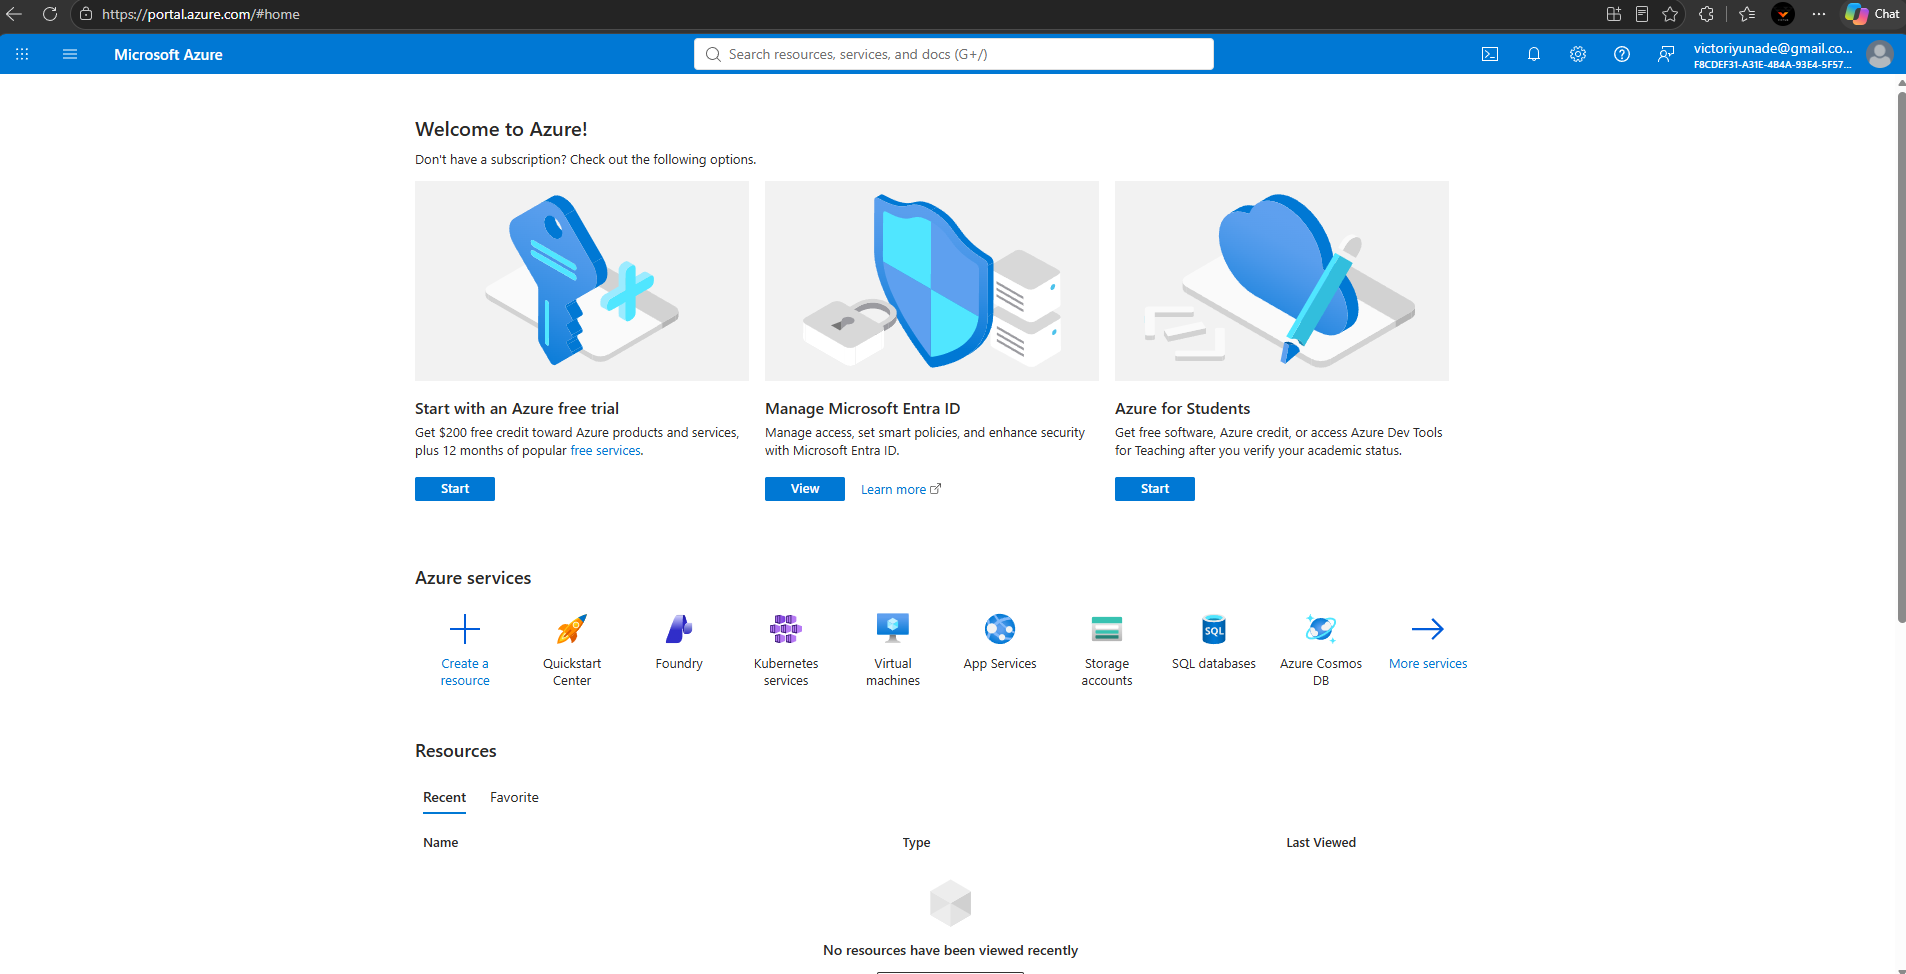 https://portal.azure.com/#home
Chat
Microsoft Azure
Search resources, services, and docs (G+/)
victoriyunade@gmail.co...
F8CDEF31-A31E-4B4A-93E4-5F57...
Welcome to Azure!
Don't have a subscription? Check out the following options.
Start with an Azure free trial
Get $200 free credit toward Azure products and services,
plus 12 months of popular free services.
Start
Manage Microsoft Entra ID
Manage access, set smart policies, and enhance security
with Microsoft Entra ID.
View
Learn more
Azure for Students
Get free software, Azure credit, or access Azure Dev Tools
for Teaching after you verify your academic status.
Start
Azure services
Create a
resource
Quickstart
Center
Foundry
Kubernetes
services
Virtual
machines
App Services
Storage
accounts
SQL
SQL databases
Azure Cosmos
DB
More services
Resources
Recent
Favorite
Name
Type
Last Viewed
No resources have been viewed recently